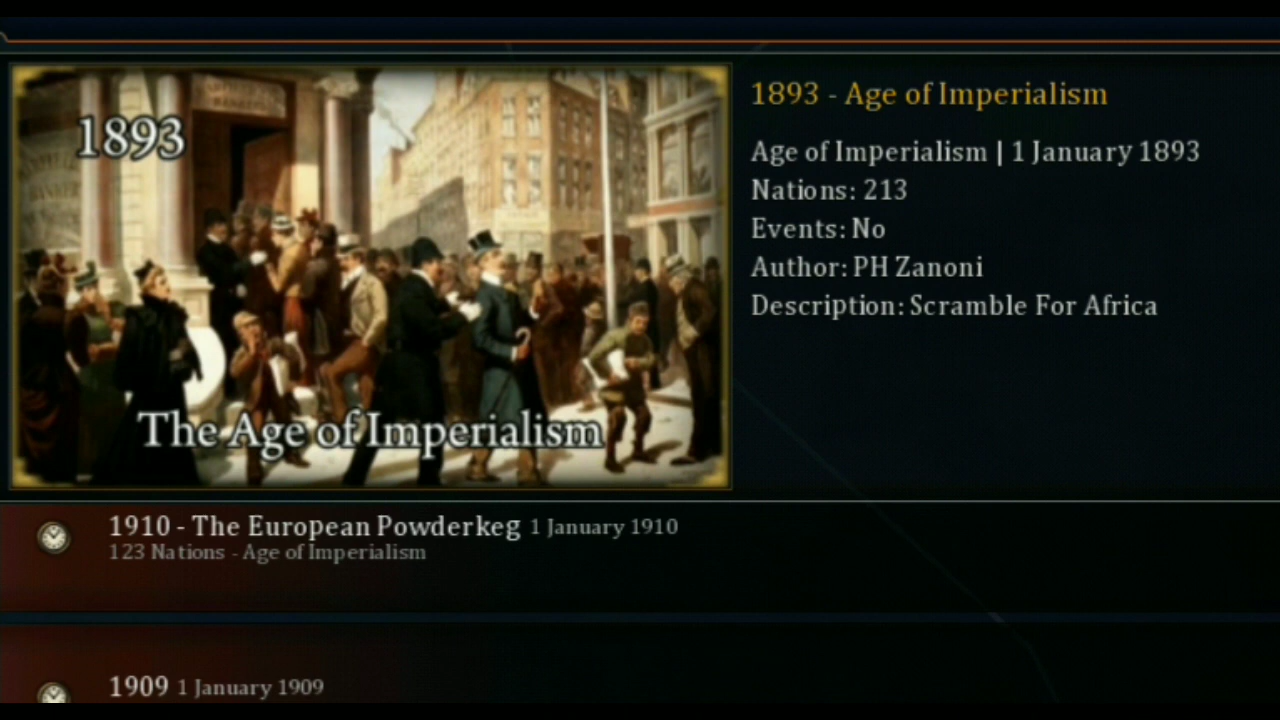 1893
The Age of Imperialism
1893 - Age of Imperialism
Age of Imperialism | 1 January 1893
Nations: 213
Events: No
Author: PH Zanoni
Description: Scramble For Africa
1910 - The European Powderkeg 1 January 1910
123 Nations - Age of Imperialism
1909 1 January 1909